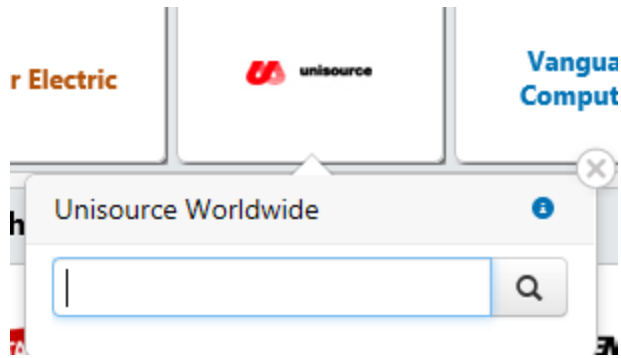 r Electric
unisource
Vangua
Comput
Unisource Worldwide
h